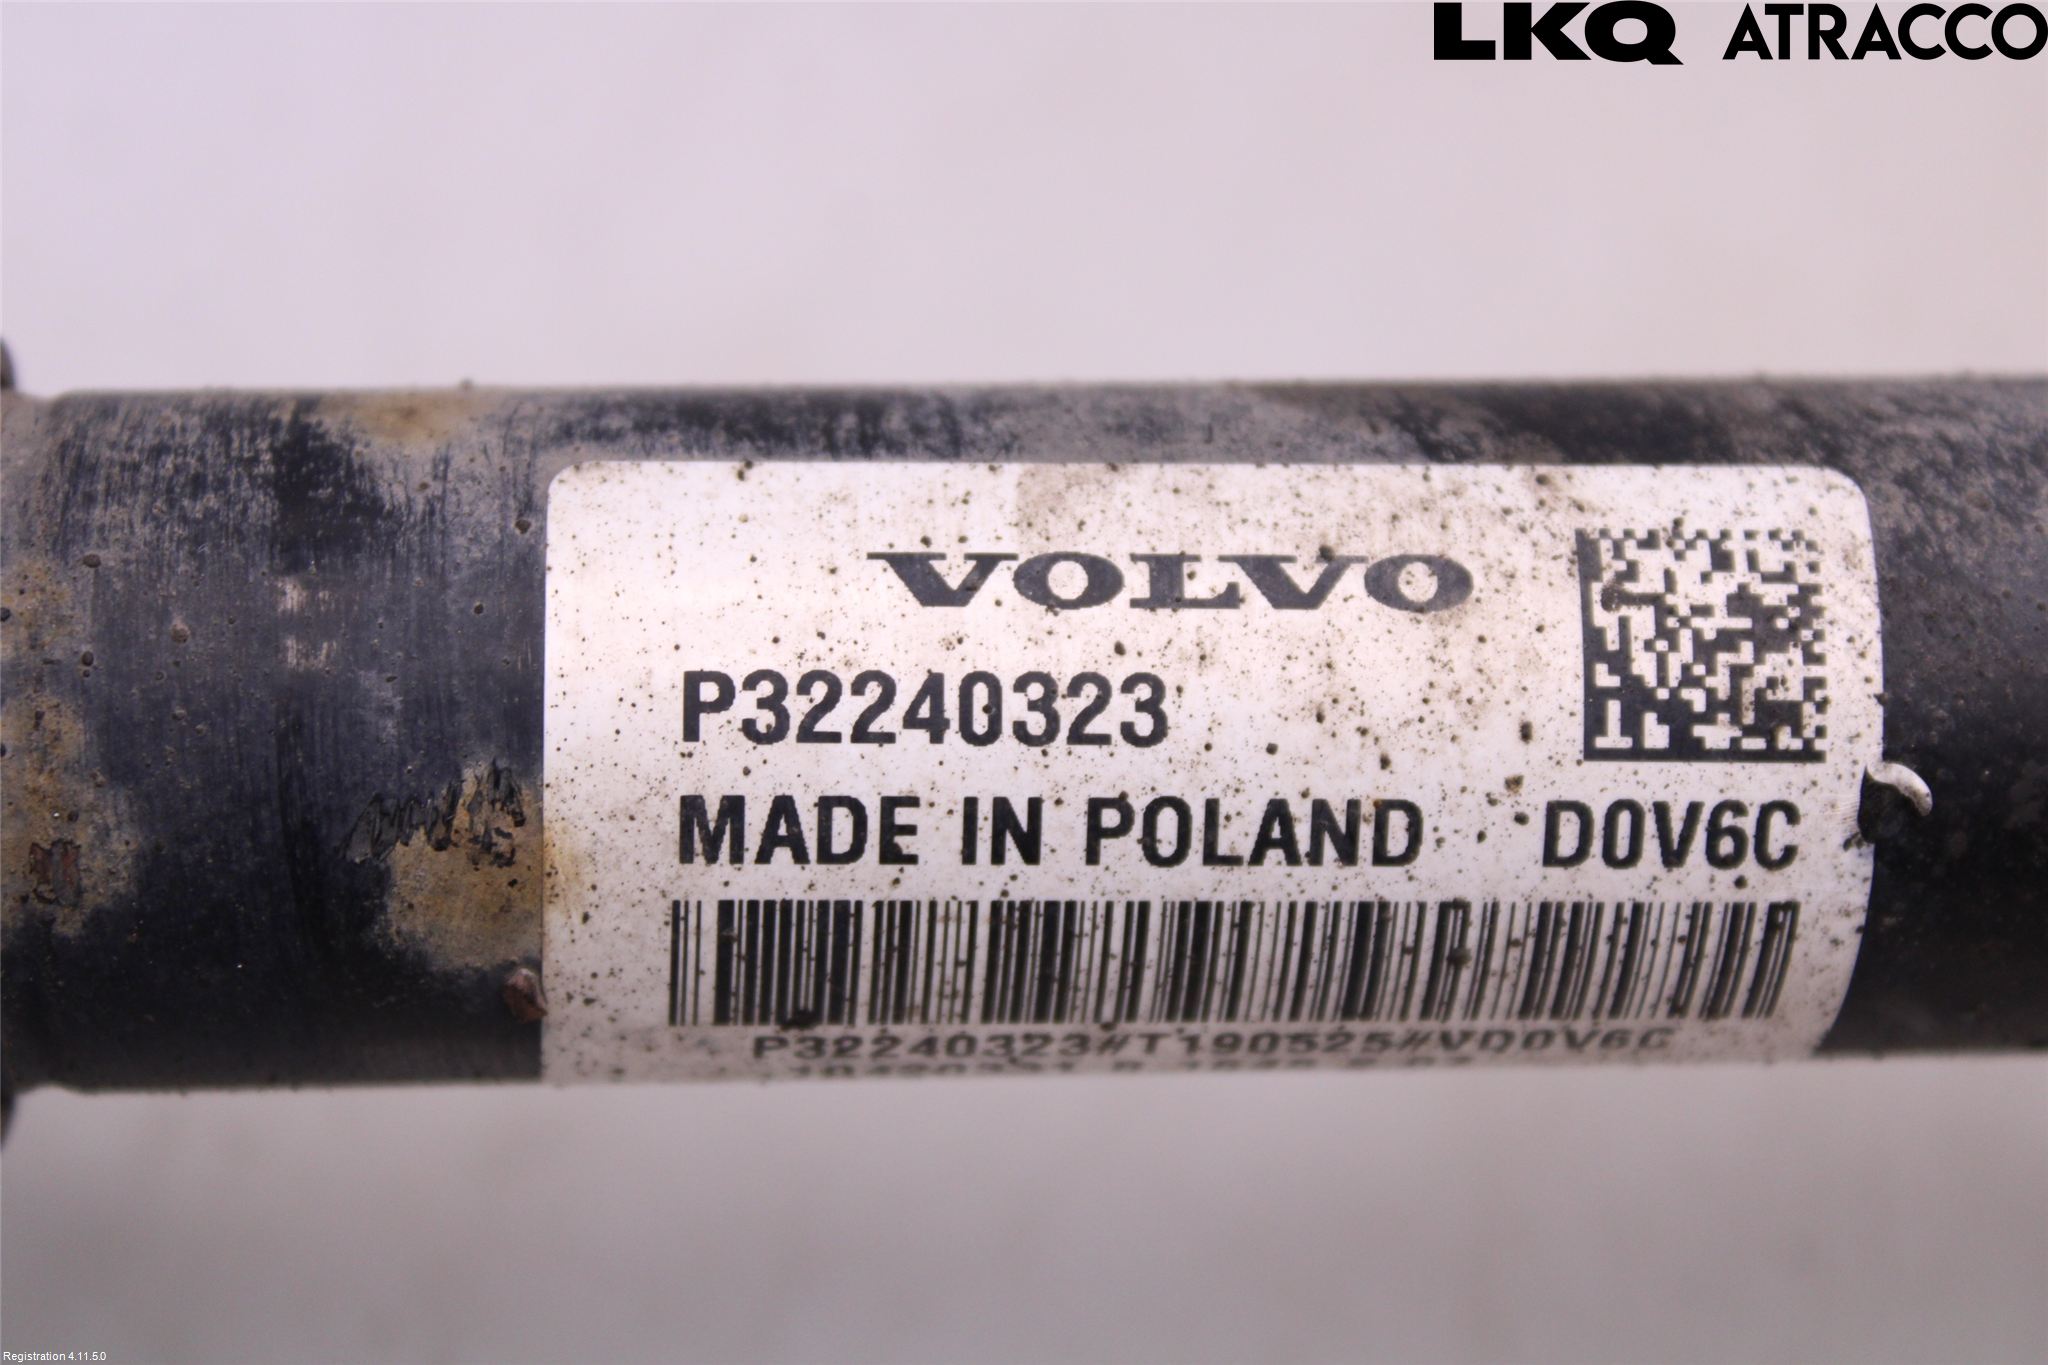 LKQ ATRACCO
VOLVO
P32240323
MADE IN POLAND D0V6C
P32240323#T190525#VD0V6C
Registration 4.11.5.0